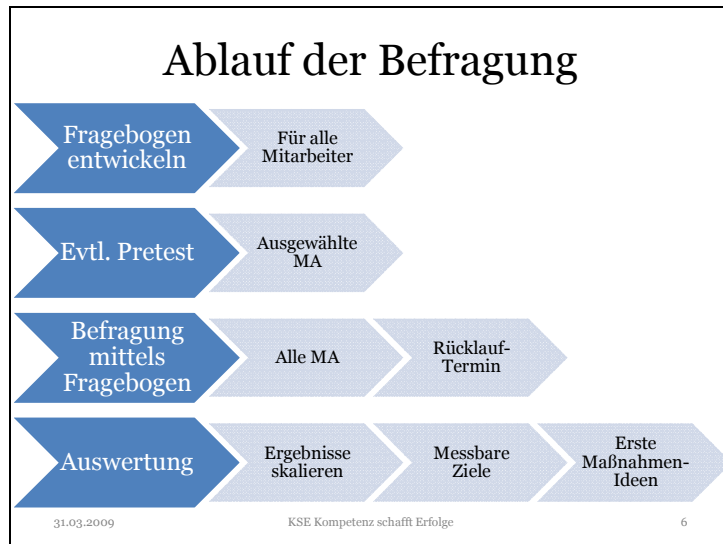 Ablauf der Befragung
Fragebogen
entwickeln
Für alle
Mitarbeiter
Evtl. Pretest
Ausgewählte
MA
Befragung
mittels
Fragebogen
Alle MA
Rücklauf-
Termin
Auswertung
Ergebnisse
skalieren
Messbare
Ziele
Erste
Maßnahmen-
Ideen
31.03.2009
KSE Kompetenz schafft Erfolge
6